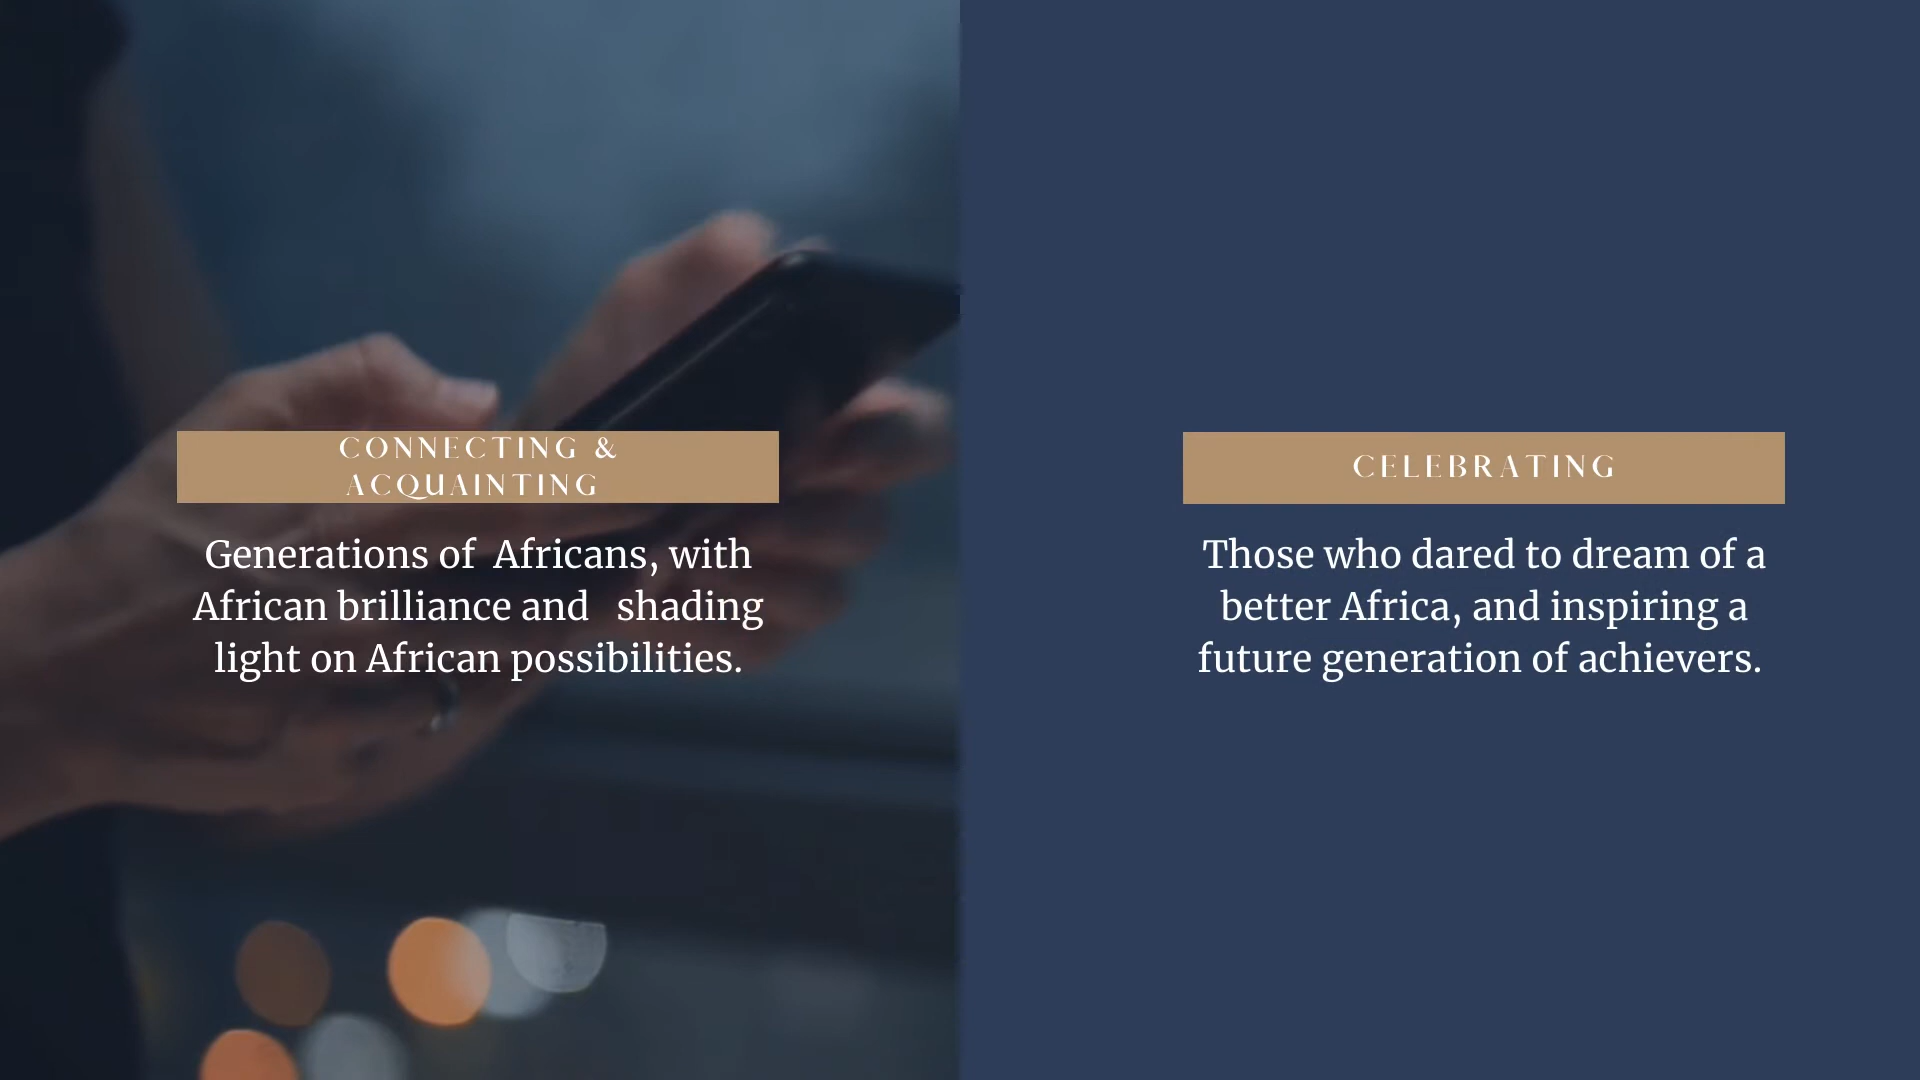 CONNECTING &
ACQUAINTING
Generations of  Africans, with
African brilliance and   shading
light on African possibilities.
CELEBRATING
Those who dared to dream of a
better Africa, and inspiring a
future generation of achievers.